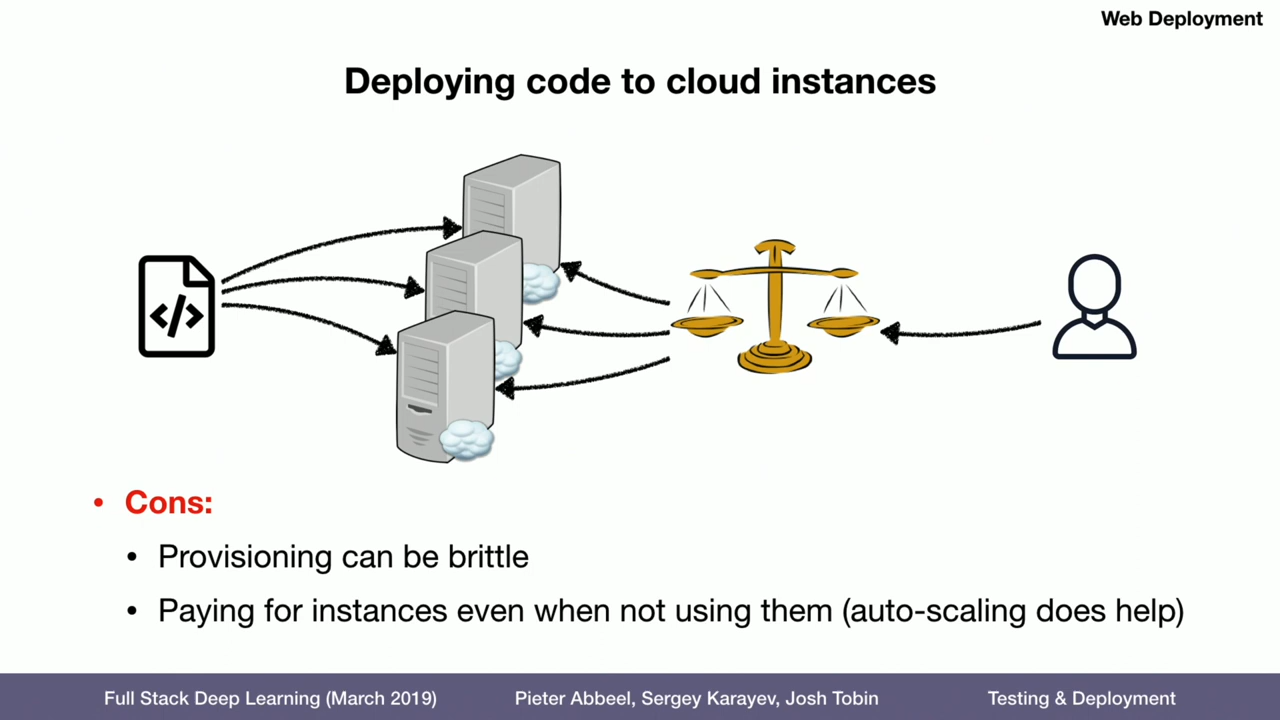 Web Deployment
Deploying code to cloud instances
</>
• Cons:
• Provisioning can be brittle
• Paying for instances even when not using them (auto-scaling does help)
Full Stack Deep Learning (March 2019)
Pieter Abbeel, Sergey Karayev, Josh Tobin
Testing & Deployment